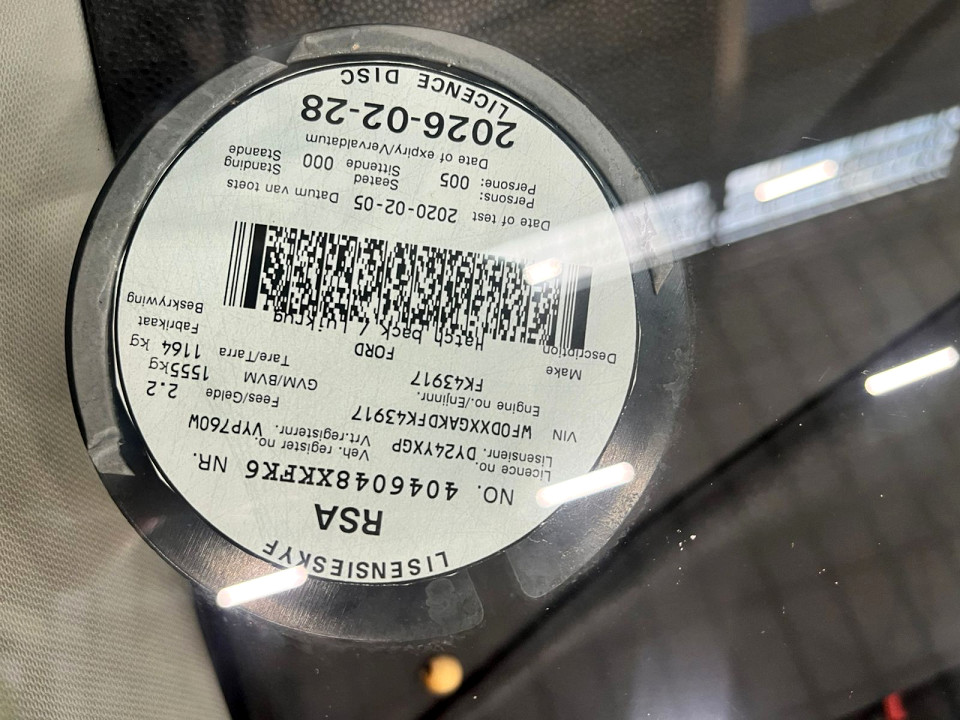 LISENSIESKYF
RSA
NO. 4046048XKFK6 NR.
Licence no. Lisensienr. DY24YXGP Veh. register no. Vrt.registernr. VYP760W
VIN WF0DXXGAKDFK43917 Fees/Gelde 2.2
Engine no./Enjinnr. FK43917 GVM/BVM 1555kg
Make FORD Tare/Tarra 1164 kg Fabrikaat
Description Hatch back / Luikrug Beskrywing
Date of test 2020-02-05 Datum van toets
Persons: Persone: 005 Seated Sittende 000 Standing Staande
Date of expiry/Vervaldatum
2026-02-28
LICENCE DISC